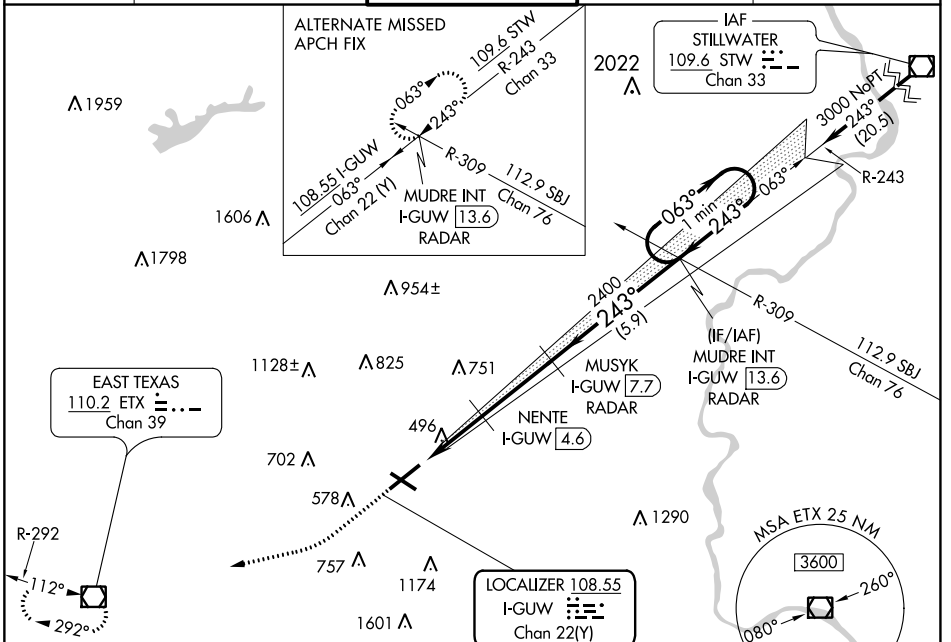 ALTERNATE MISSED
APCH FIX
109.6 STW
R-243
Chan 33
063°
243°
108.55 I-GUW
063°
Chan 22 (Y)
R-309
112.9 SBJ
Chan 76
MUDRE INT
I-GUW 13.6
RADAR
2022
IAF
STILLWATER
109.6 STW
Chan 33
3000 NoPT
243°
(20.5)
R-243
063°
1959
1606
1798
954±
063°
1 min
243°
2400
243°
(5.9)
R-309
112.9 SBJ
Chan 76
(IF/IAF)
MUDRE INT
I-GUW 13.6
RADAR
MUSYK
I-GUW 7.7
RADAR
NENTE
I-GUW 4.6
1128±
825
751
496
702
578
757
1174
1601
1290
EAST TEXAS
110.2 ETX
Chan 39
R-292
112°
292°
LOCALIZER 108.55
I-GUW
Chan 22(Y)
MSA ETX 25 NM
3600
260°
080°